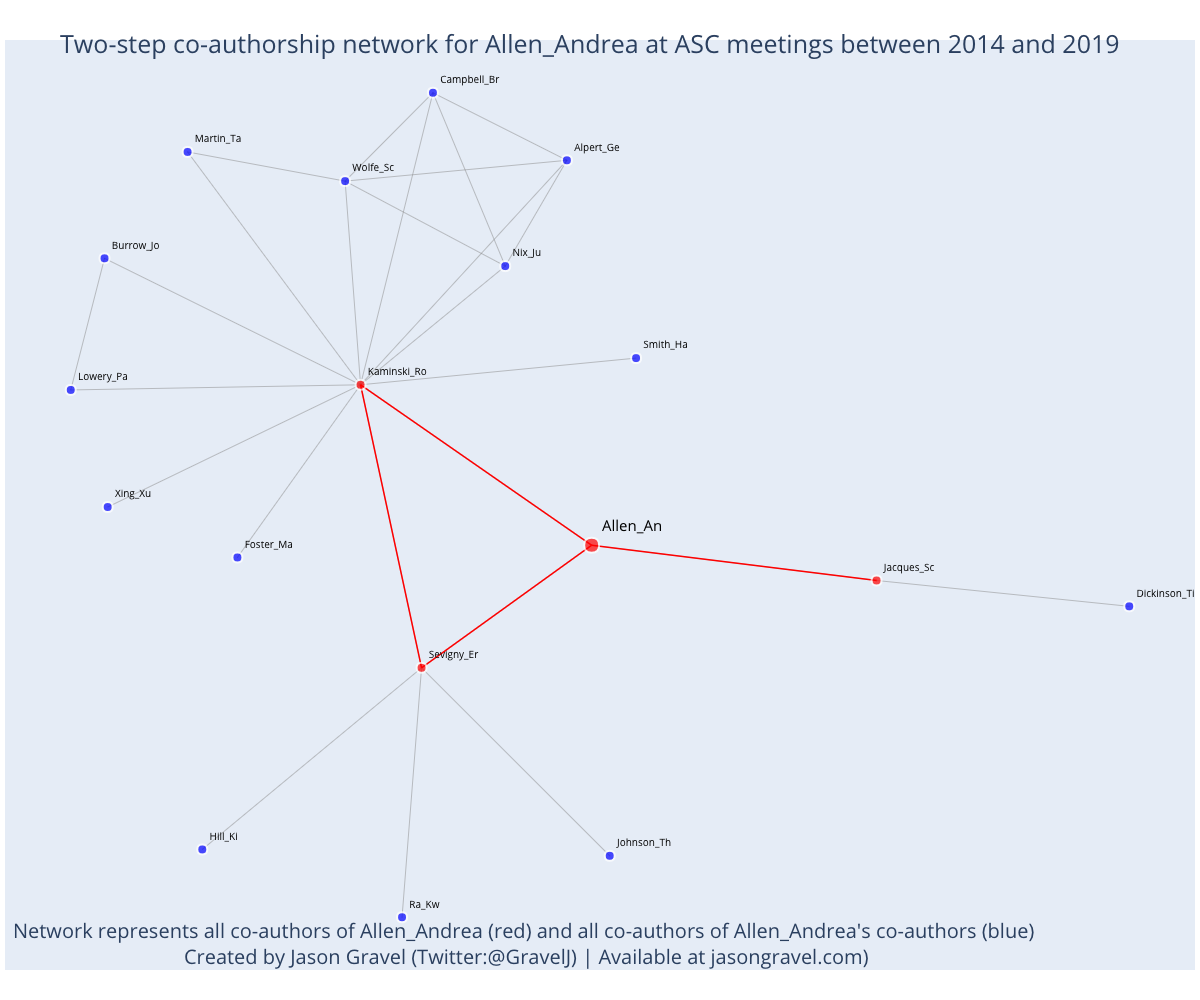 Two-step co-authorship network for Allen_Andrea at ASC meetings between 2014 and 2019
Campbell_Br
Martin_Ta
Alpert_Ge
Wolfe_Sc
Burrow_Jo
Nix_Ju
Smith_Ha
Kaminski_Ro
Lowery_Pa
Xing_Xu
Allen_An
Foster_Ma
Jacques_Sc
Dickinson_Ti
Sevigny_Er
Hill_Ki
Johnson_Th
Ra_Kw
Network represents all co-authors of Allen_Andrea (red) and all co-authors of Allen_Andrea's co-authors (blue)
Created by Jason Gravel (Twitter:@GravelJ) | Available at jasongravel.com)